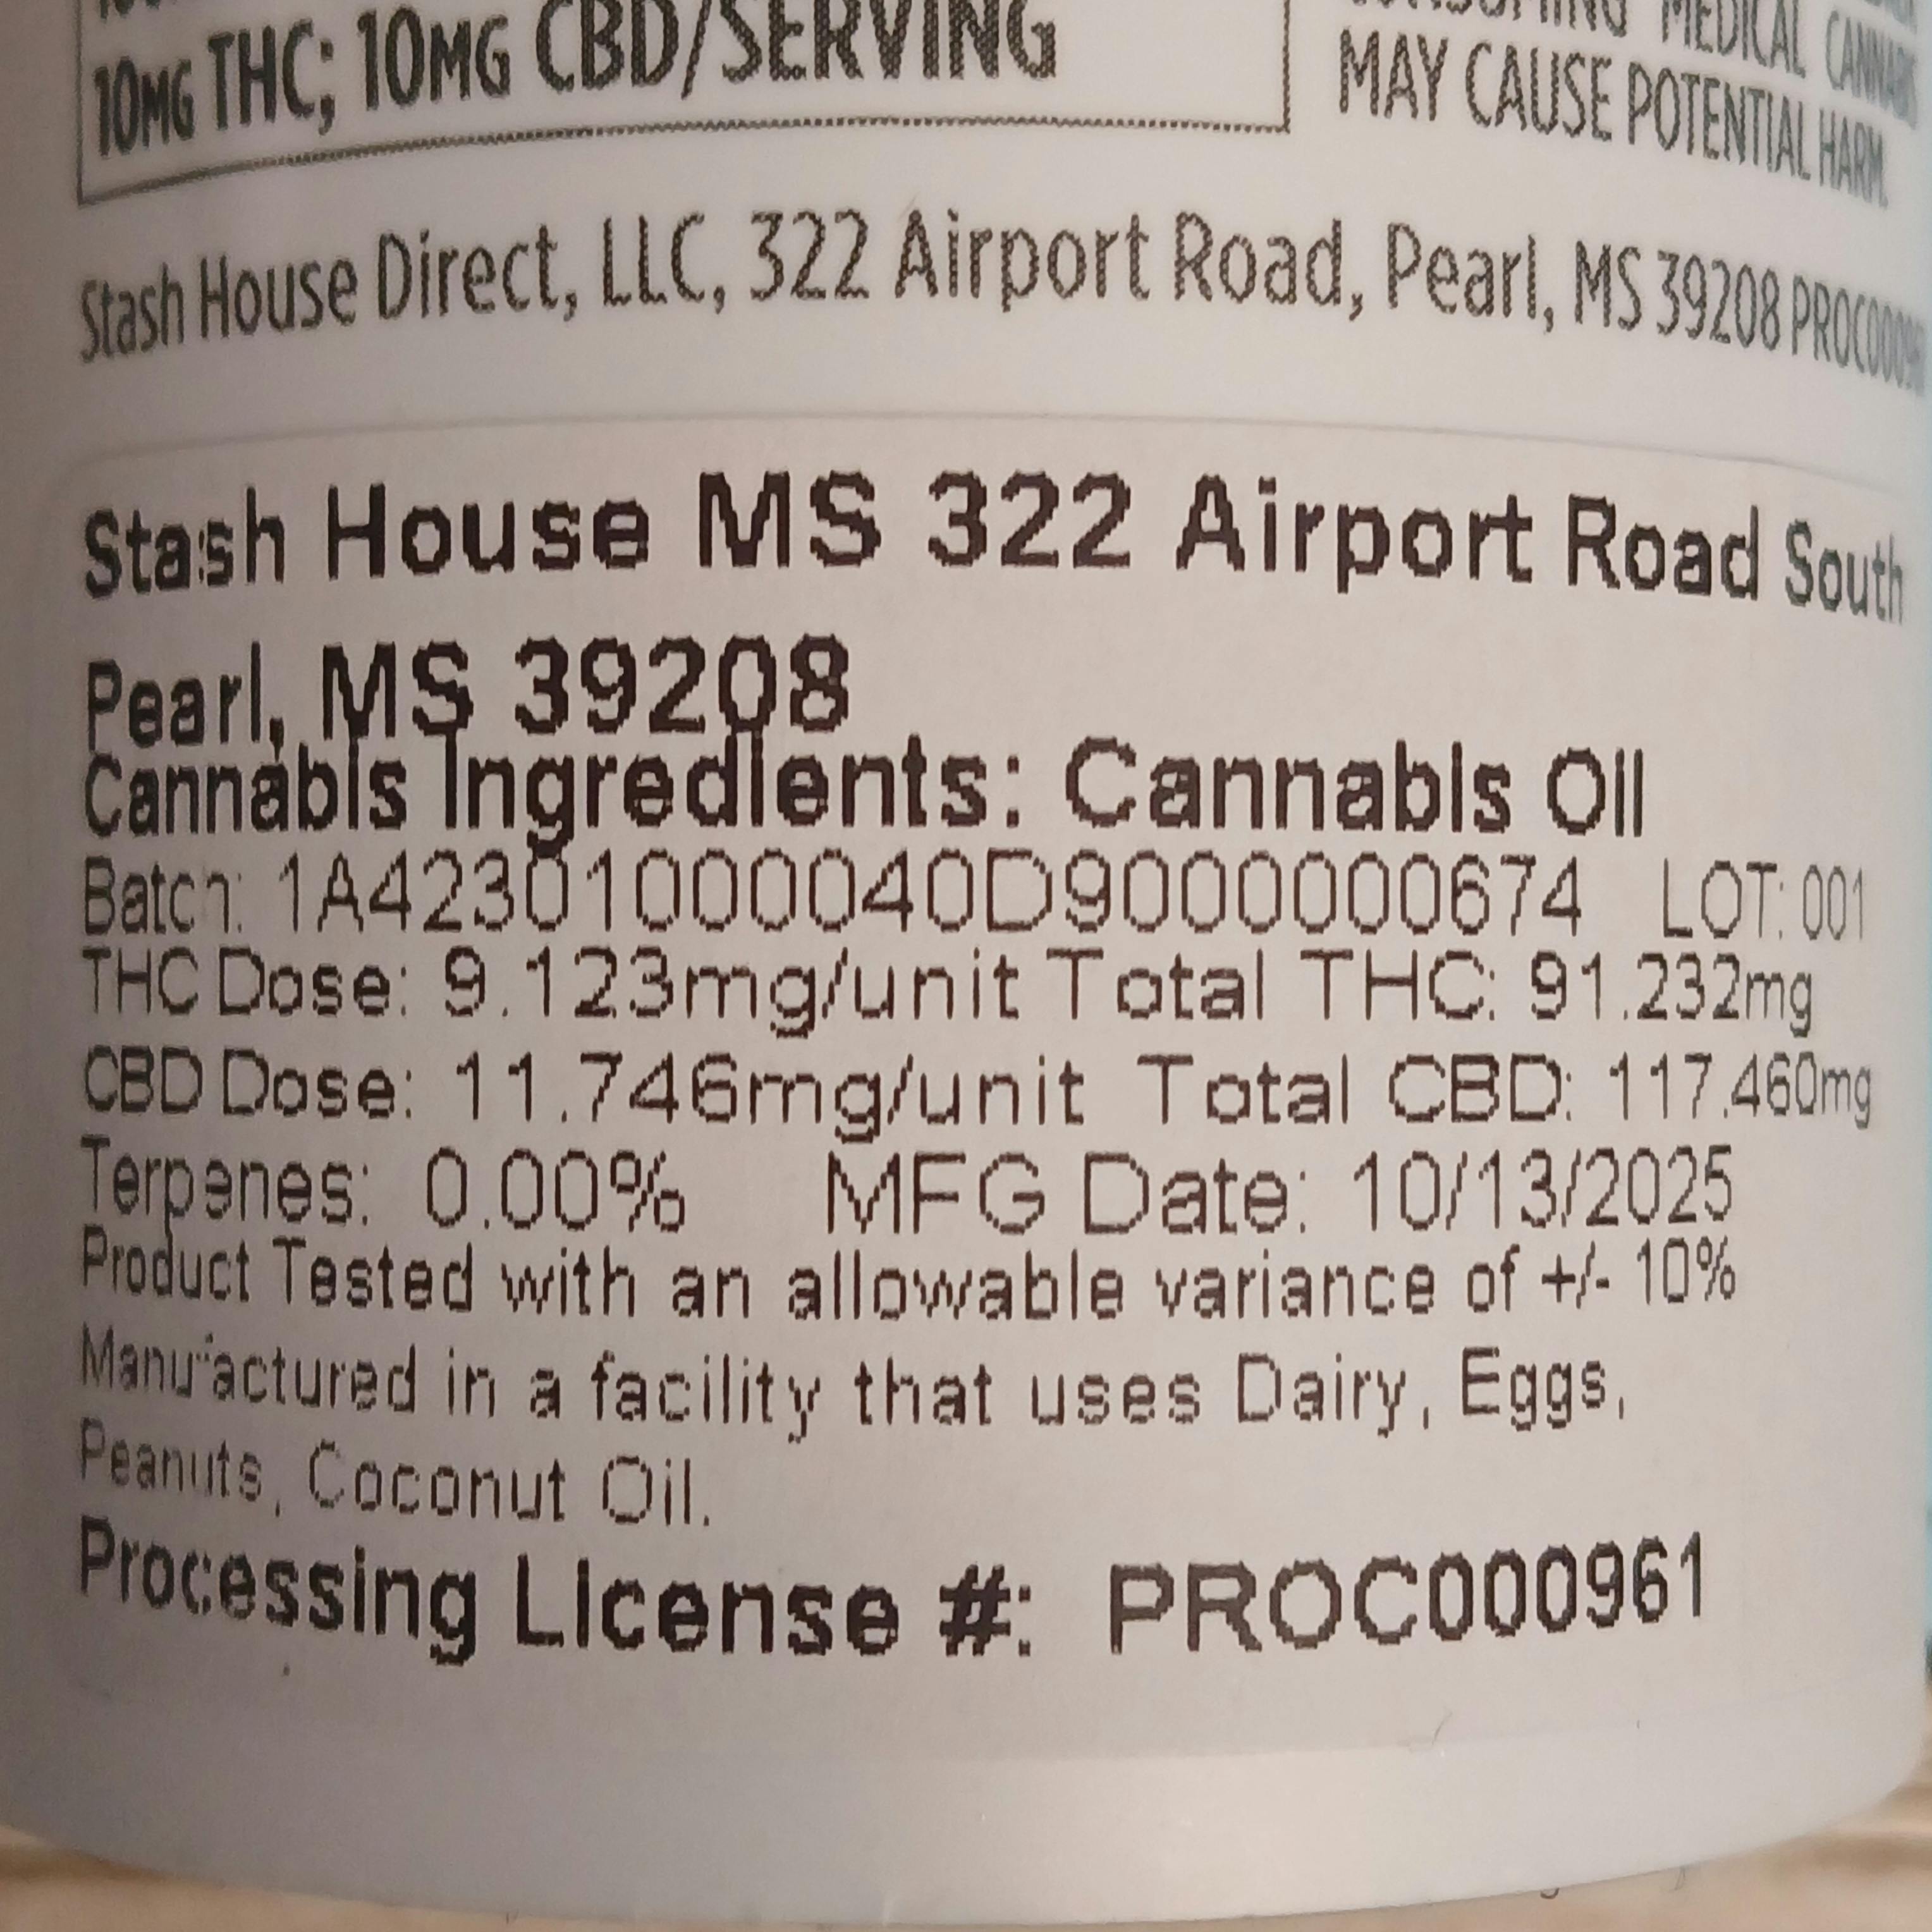 10MG THC; 10MG CBD/SERVING
CONSUMING MEDICAL CANNABIS
MAY CAUSE POTENTIAL HARM.
Stash House Direct, LLC, 322 Airport Road, Pearl, MS 39208
Stash House MS 322 Airport Road South
Pearl, MS 39208
Cannabis Ingredients: Cannabis Oil
Batch: 1A42301000040D9000000674 LOT: 001
THC Dose: 9.123mg/unit Total THC: 91.232mg
CBD Dose: 11.746mg/unit Total CBD: 117.460mg
Terpenes: 0.00% MFG Date: 10/13/2025
Product Tested with an allowable variance of +/- 10%
Manufactured in a facility that uses Dairy, Eggs,
Peanuts, Coconut Oil.
Processing License #: PROC000961